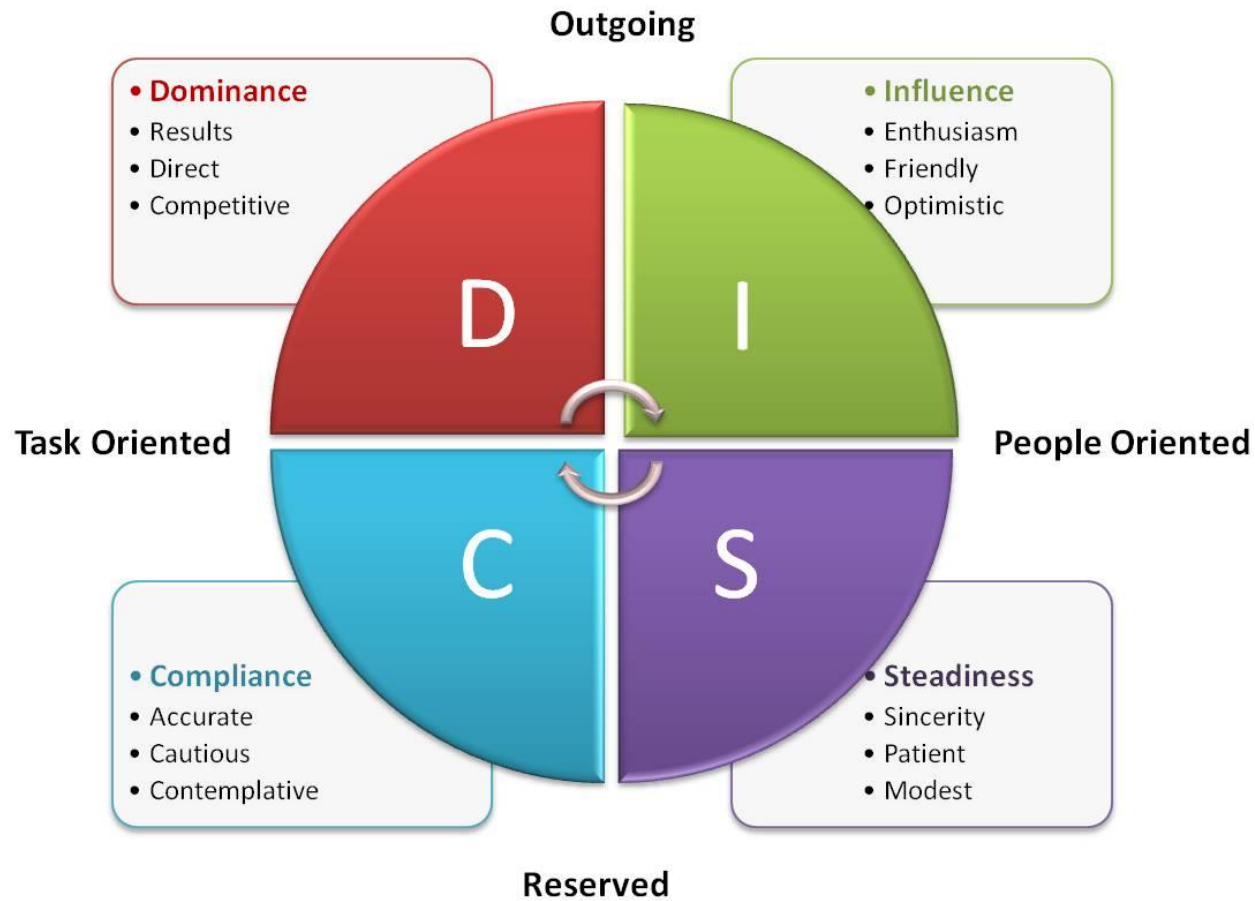 Outgoing
• Dominance
• Results
• Direct
• Competitive
• Influence
• Enthusiasm
• Friendly
• Optimistic
D
I
Task Oriented
People Oriented
C
S
• Compliance
• Accurate
• Cautious
• Contemplative
• Steadiness
• Sincerity
• Patient
• Modest
Reserved